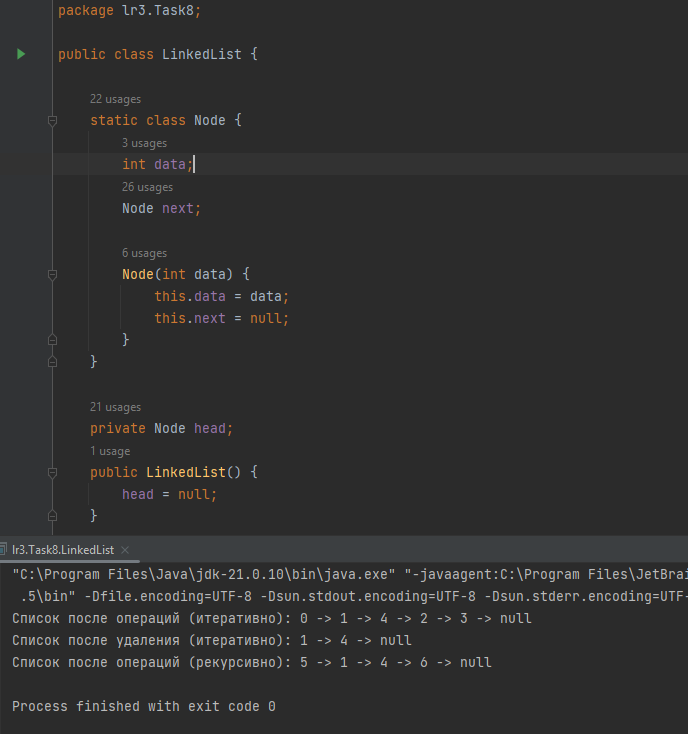 package lr3.Task8;
public class LinkedList {
22 usages
static class Node {
3 usages
int data;
26 usages
Node next;
6 usages
Node(int data) {
this.data = data;
this.next = null;
}
}
21 usages
private Node head;
1 usage
public LinkedList() {
head = null;
}
lr3.Task8.LinkedList ×
"C:\Program Files\Java\jdk-21.0.10\bin\java.exe" "-javaagent:C:\Program Files\JetBrai
.5\bin" -Dfile.encoding=UTF-8 -Dsun.stdout.encoding=UTF-8 -Dsun.stderr.encoding=UTF-
Список после операций (итеративно): 0 -> 1 -> 4 -> 2 -> 3 -> null
Список после удаления (итеративно): 1 -> 4 -> null
Список после операций (рекурсивно): 5 -> 1 -> 4 -> 6 -> null
Process finished with exit code 0